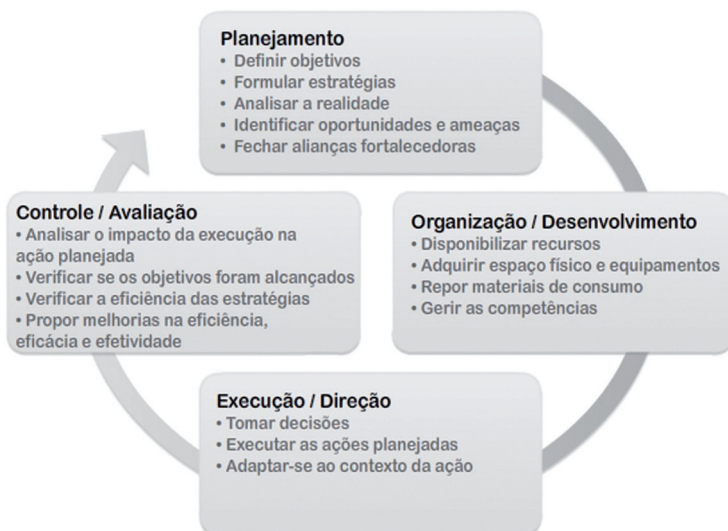 Planejamento
• Definir objetivos
• Formular estratégias
• Analisar a realidade
• Identificar oportunidades e ameaças
• Fechar alianças fortalecedoras
Organização / Desenvolvimento
• Disponibilizar recursos
• Adquirir espaço físico e equipamentos
• Repor materiais de consumo
• Gerir as competências
Execução / Direção
• Tomar decisões
• Executar as ações planejadas
• Adaptar-se ao contexto da ação
Controle / Avaliação
• Analisar o impacto da execução na
ação planejada
• Verificar se os objetivos foram alcançados
• Verificar a eficiência das estratégias
• Propor melhorias na eficiência,
eficácia e efetividade